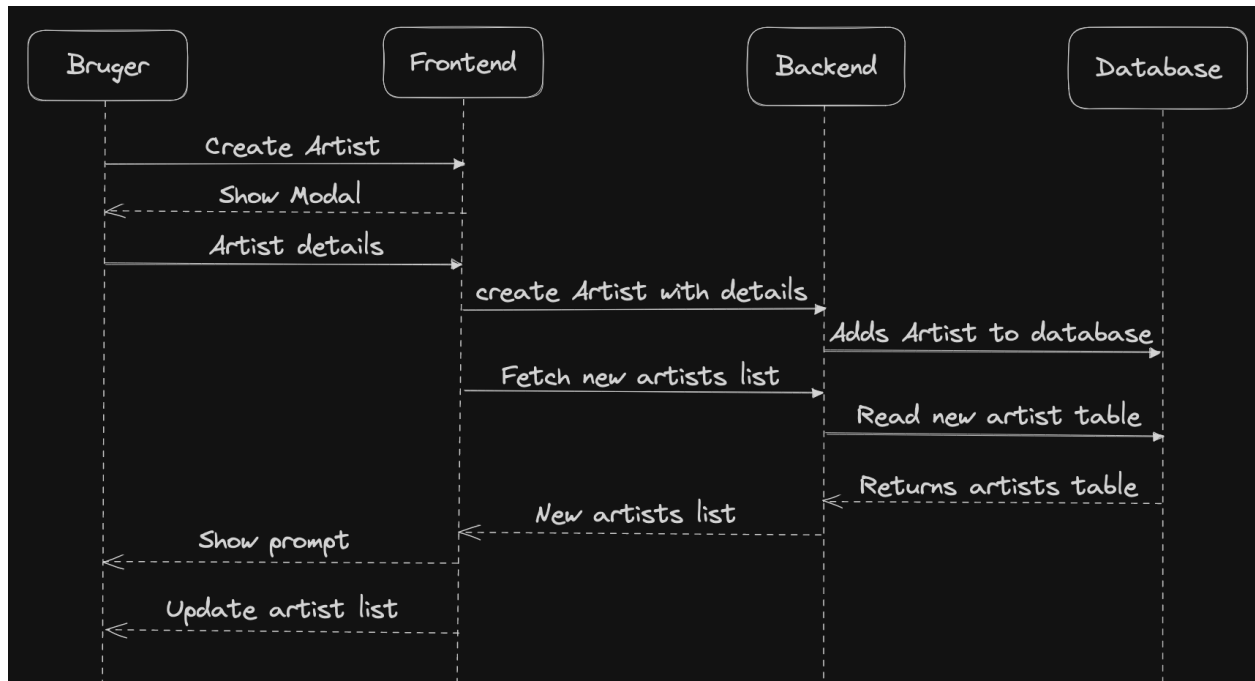 Bruger
Frontend
Backend
Database
Create Artist
Show Modal
Artist details
create Artist with details
Adds Artist to database
Fetch new artists list
Read new artist table
Returns artists table
New artists list
Show prompt
Update artist list